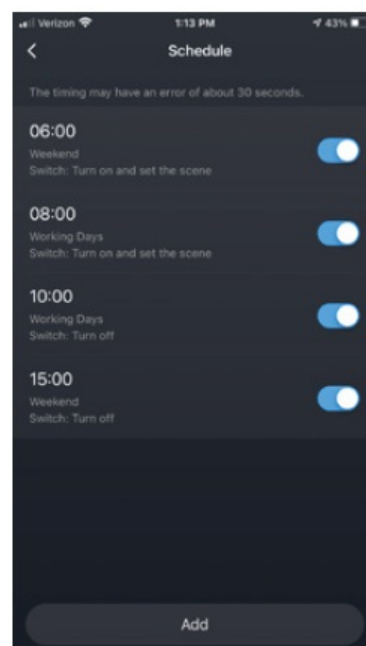 Verizon 1:13 PM 43%
Schedule
The timing may have an error of about 30 seconds.
06:00
Weekend
Switch: Turn on and set the scene
08:00
Working Days
Switch: Turn on and set the scene
10:00
Working Days
Switch: Turn off
15:00
Weekend
Switch: Turn off
Add